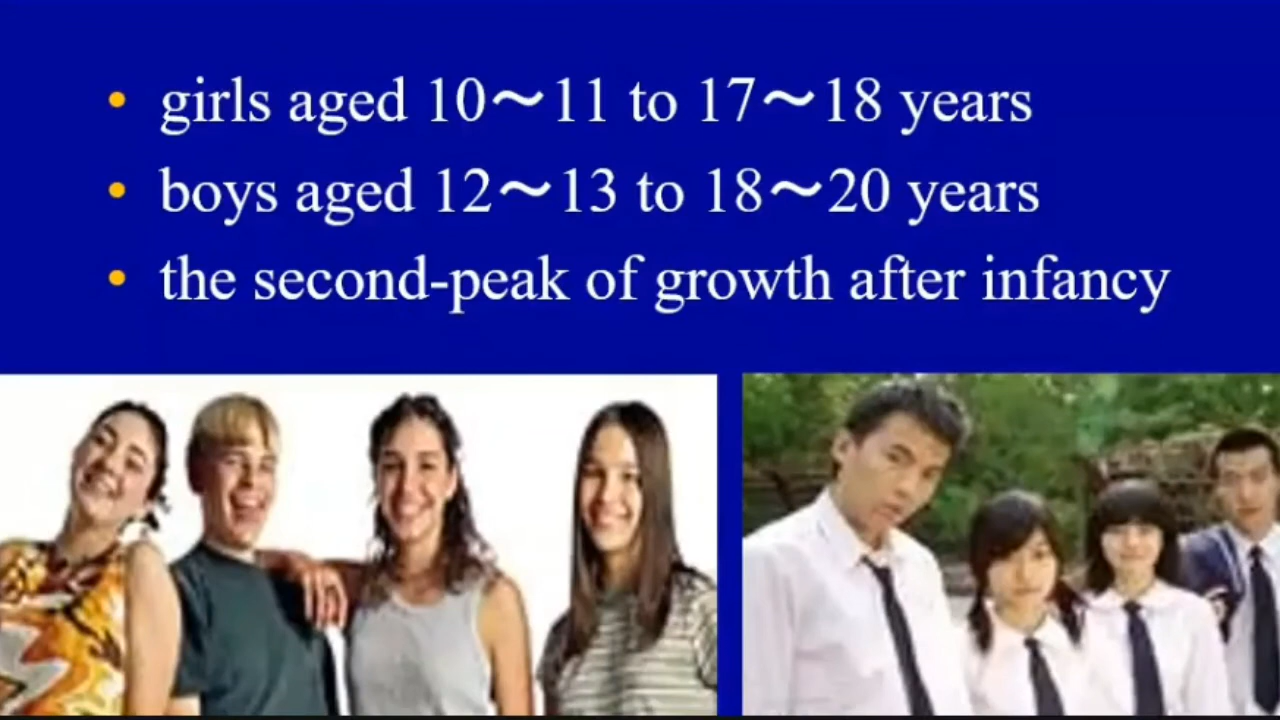 • girls aged 10～11 to 17～18 years
• boys aged 12～13 to 18～20 years
• the second-peak of growth after infancy